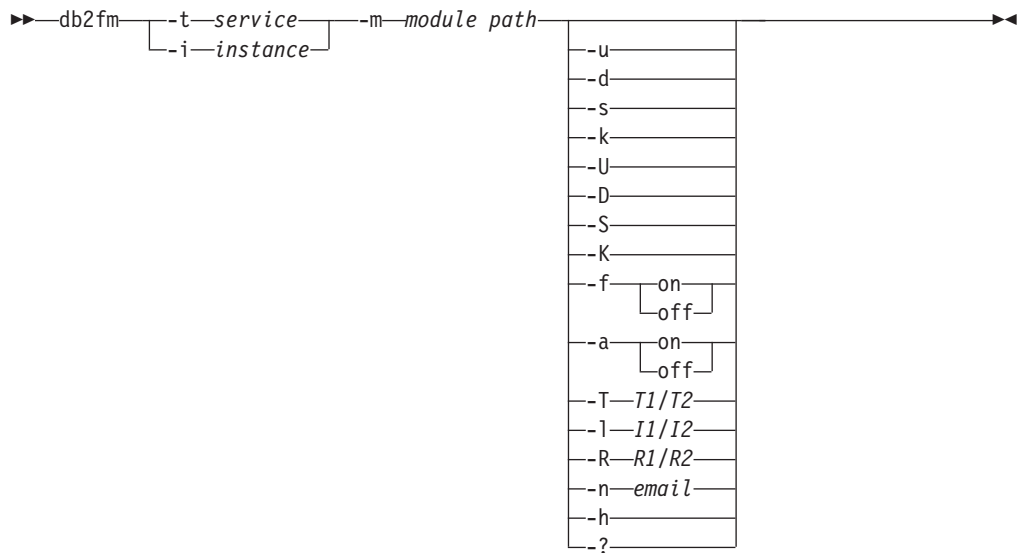 db2fm -t service -m module path
-i instance
-u
-d
-s
-k
-U
-D
-S
-K
-f on
off
-a on
off
-T T1/T2
-l I1/I2
-R R1/R2
-n email
-h
-?